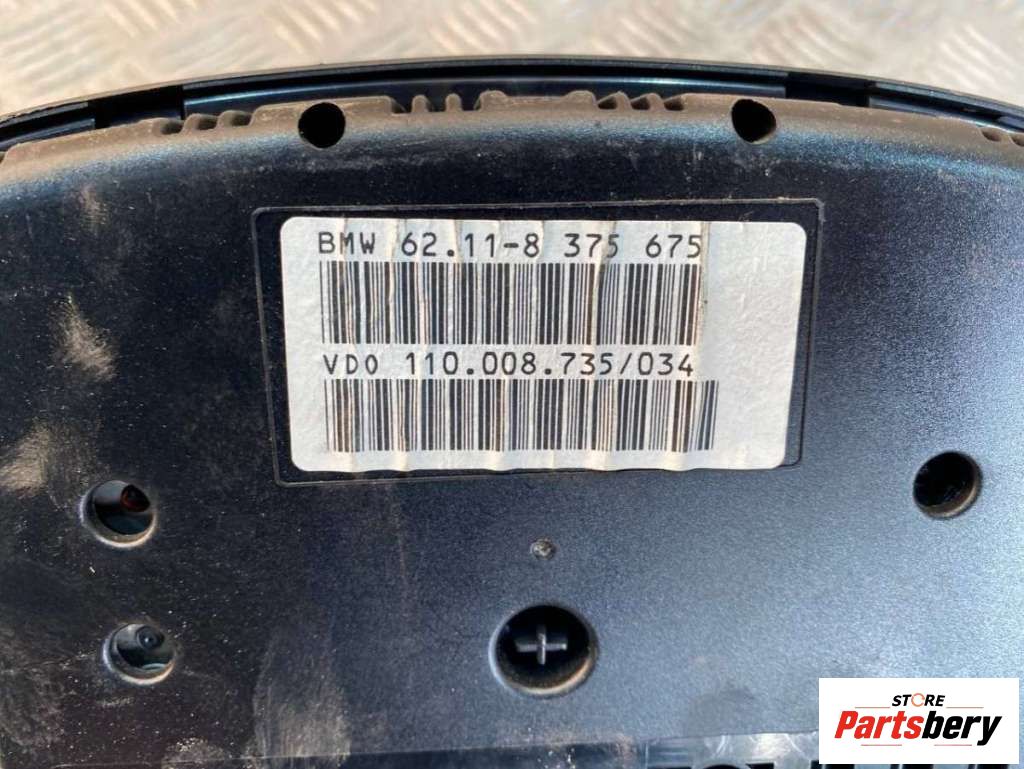 BMW 62.11-8 375 675
VDO 110.008.735/034
STORE
Partsbery